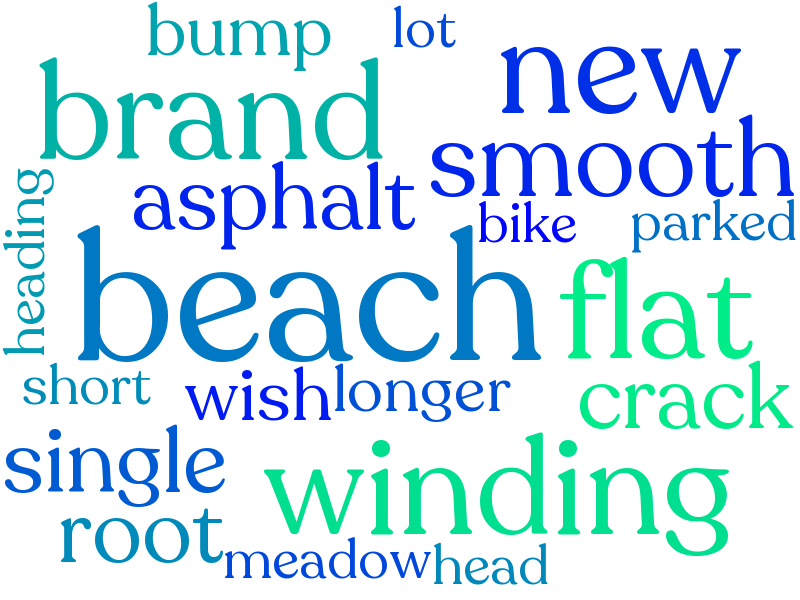 bump
lot
new
brand
smooth
asphalt
bike
parked
heading
beach
flat
short
wish
longer
crack
single
winding
root
meadow
head